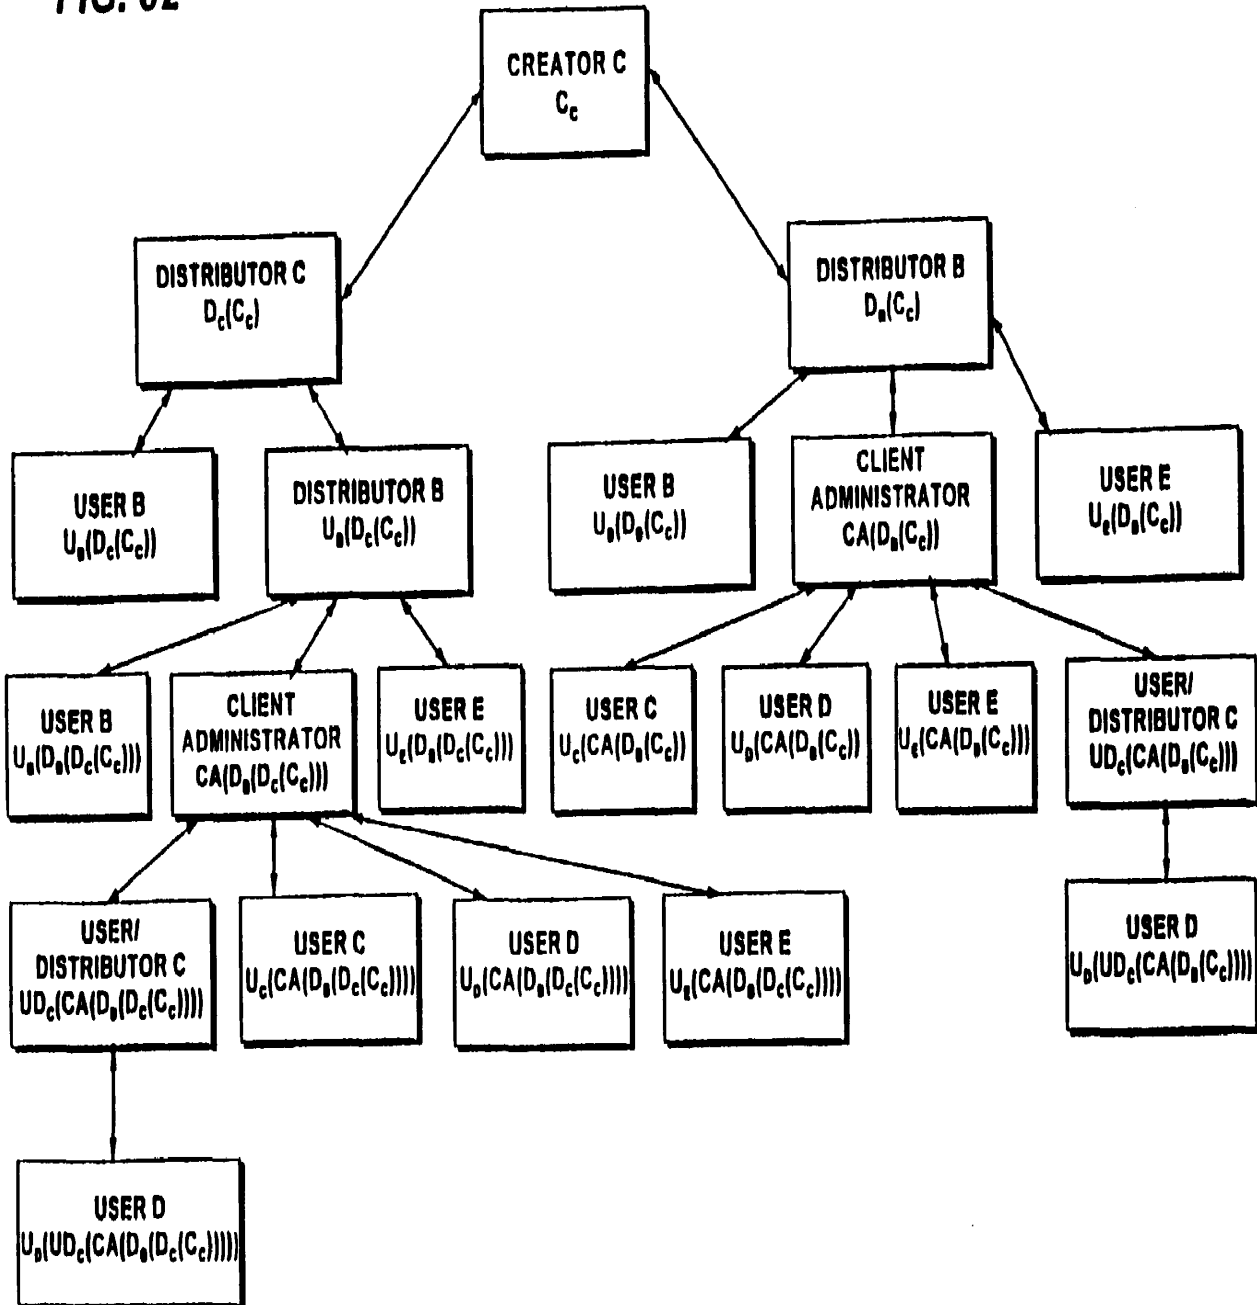 FIG. 82
CREATOR C
C_C
DISTRIBUTOR C
D_C(C_C)
DISTRIBUTOR B
D_B(C_C)
USER B
U_B(D_C(C_C))
DISTRIBUTOR B
U_B(D_C(C_C))
USER B
U_B(D_B(C_C))
CLIENT
ADMINISTRATOR
CA(D_B(C_C))
USER E
U_E(D_B(C_C))
USER B
U_B(D_B(D_C(C_C)))
CLIENT
ADMINISTRATOR
CA(D_B(D_C(C_C)))
USER E
U_E(D_B(D_C(C_C)))
USER C
U_C(CA(D_B(C_C))
USER D
U_D(CA(D_B(C_C))
USER E
U_E(CA(D_B(C_C)))
USER/
DISTRIBUTOR C
UD_C(CA(D_B(C_C)))
USER/
DISTRIBUTOR C
UD_C(CA(D_B(D_C(C_C))))
USER C
U_C(CA(D_B(D_C(C_C))))
USER D
U_D(CA(D_B(D_C(C_C))))
USER E
U_E(CA(D_B(D_C(C_C))))
USER D
U_D(UD_C(CA(D_B(C_C))))
USER D
U_D(UD_C(CA(D_B(D_C(C_C)))))